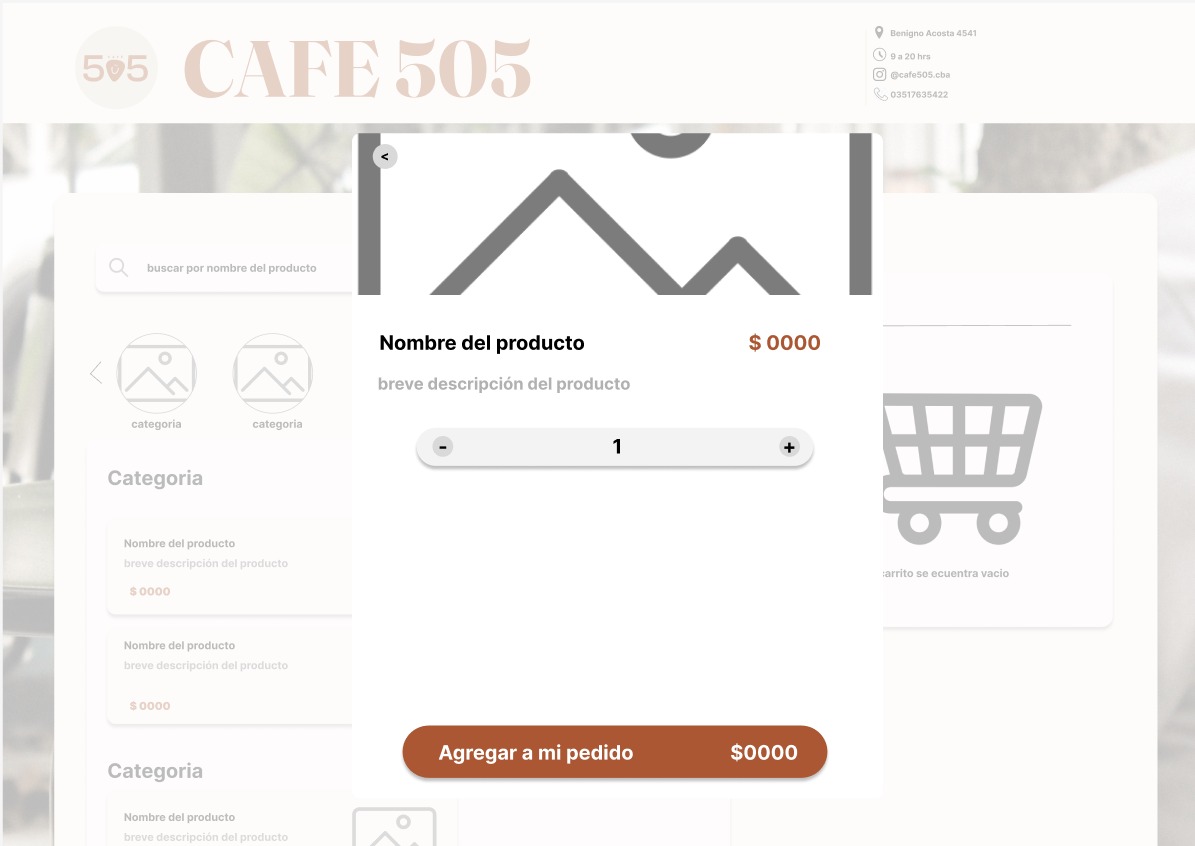 505
CAFE 505
Benigno Acosta 4541
9 a 20 hrs
@cafe505.cba
03517635422
<
buscar por nombre del producto
categoria
categoria
Nombre del producto $ 0000
breve descripción del producto
- 1 +
Categoria
Nombre del producto
breve descripción del producto
$ 0000
Nombre del producto
breve descripción del producto
$ 0000
carrito se ecuentra vacio
Agregar a mi pedido $0000
Categoria
Nombre del producto
breve descripción del producto